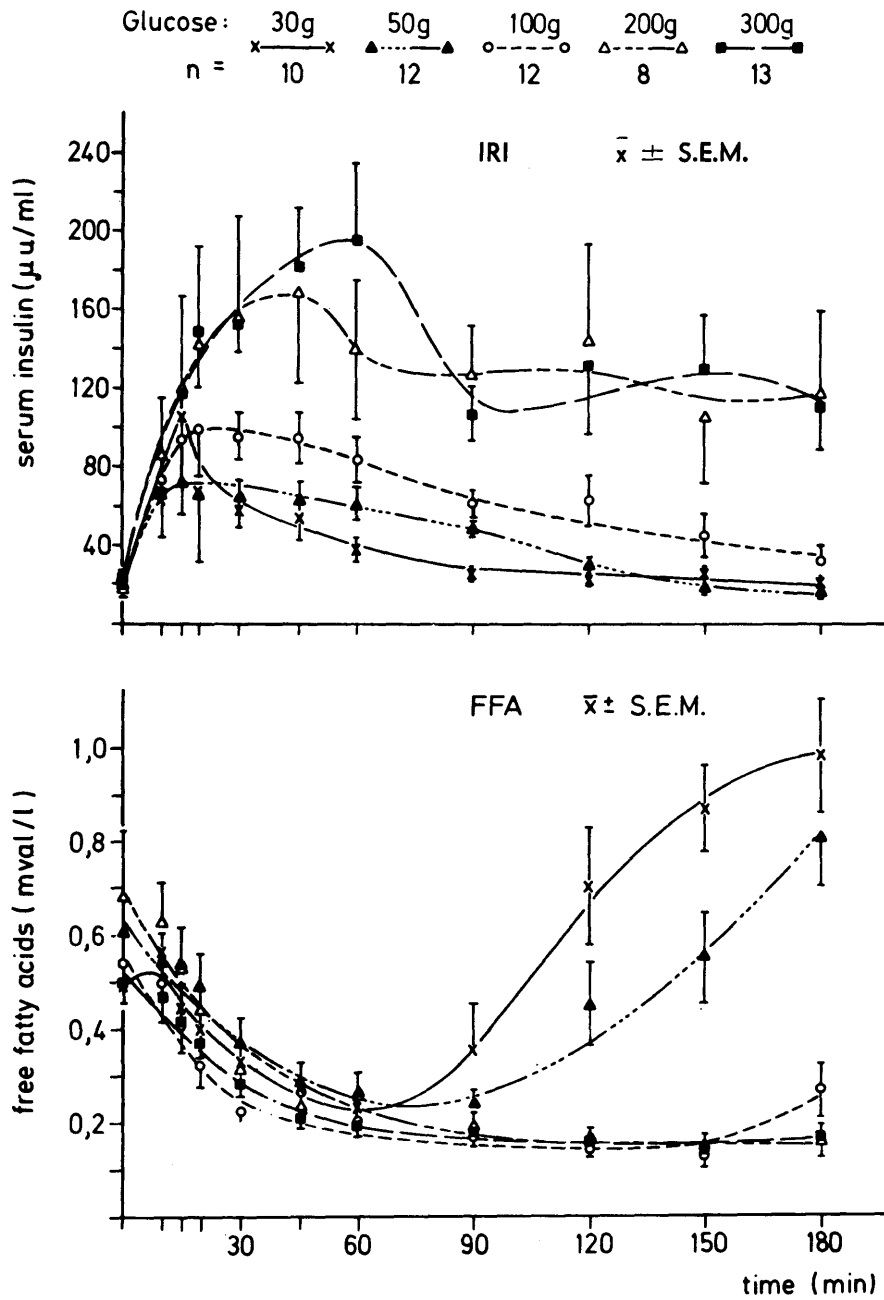 Glucose: 30g 50g 100g 200g 300g
n = 10 12 12 8 13
IRI x̄ ± S.E.M.
serum insulin (μu/ml)
240
200
160
120
80
40
FFA x̄ ± S.E.M.
free fatty acids (mval/l)
1,0
0,8
0,6
0,4
0,2
30 60 90 120 150 180
time (min)